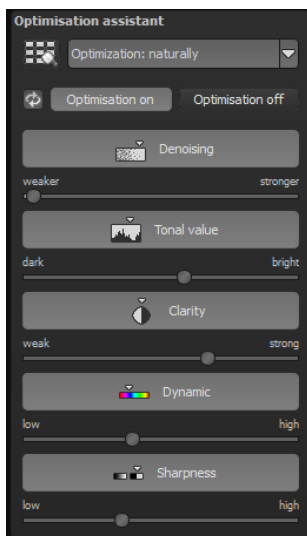 Optimisation assistant
Optimization: naturally
Optimisation on Optimisation off
Denoising
weaker stronger
Tonal value
dark bright
Clarity
weak strong
Dynamic
low high
Sharpness
low high